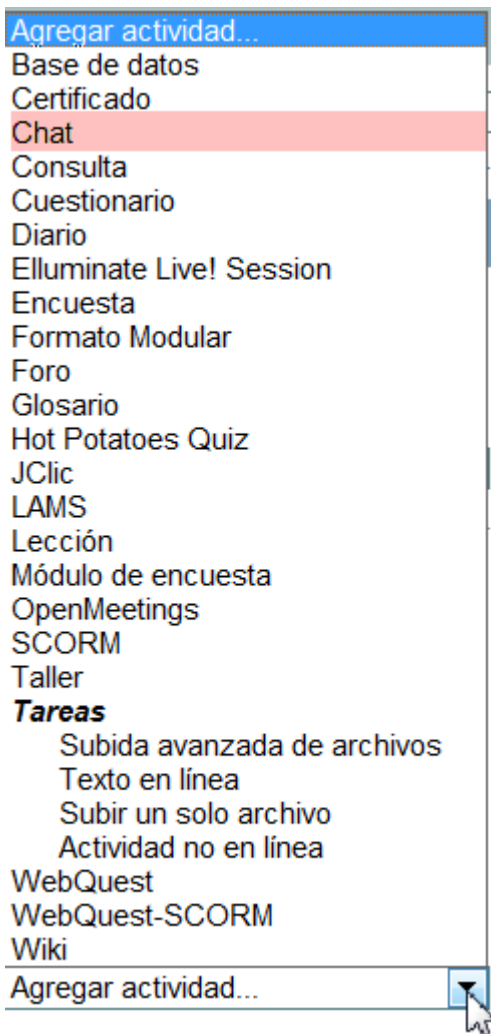 Agregar actividad...
Base de datos
Certificado
Chat
Consulta
Cuestionario
Diario
Elluminate Live! Session
Encuesta
Formato Modular
Foro
Glosario
Hot Potatoes Quiz
JClic
LAMS
Lección
Módulo de encuesta
OpenMeetings
SCORM
Taller
Tareas
Subida avanzada de archivos
Texto en línea
Subir un solo archivo
Actividad no en línea
WebQuest
WebQuest-SCORM
Wiki
Agregar actividad...